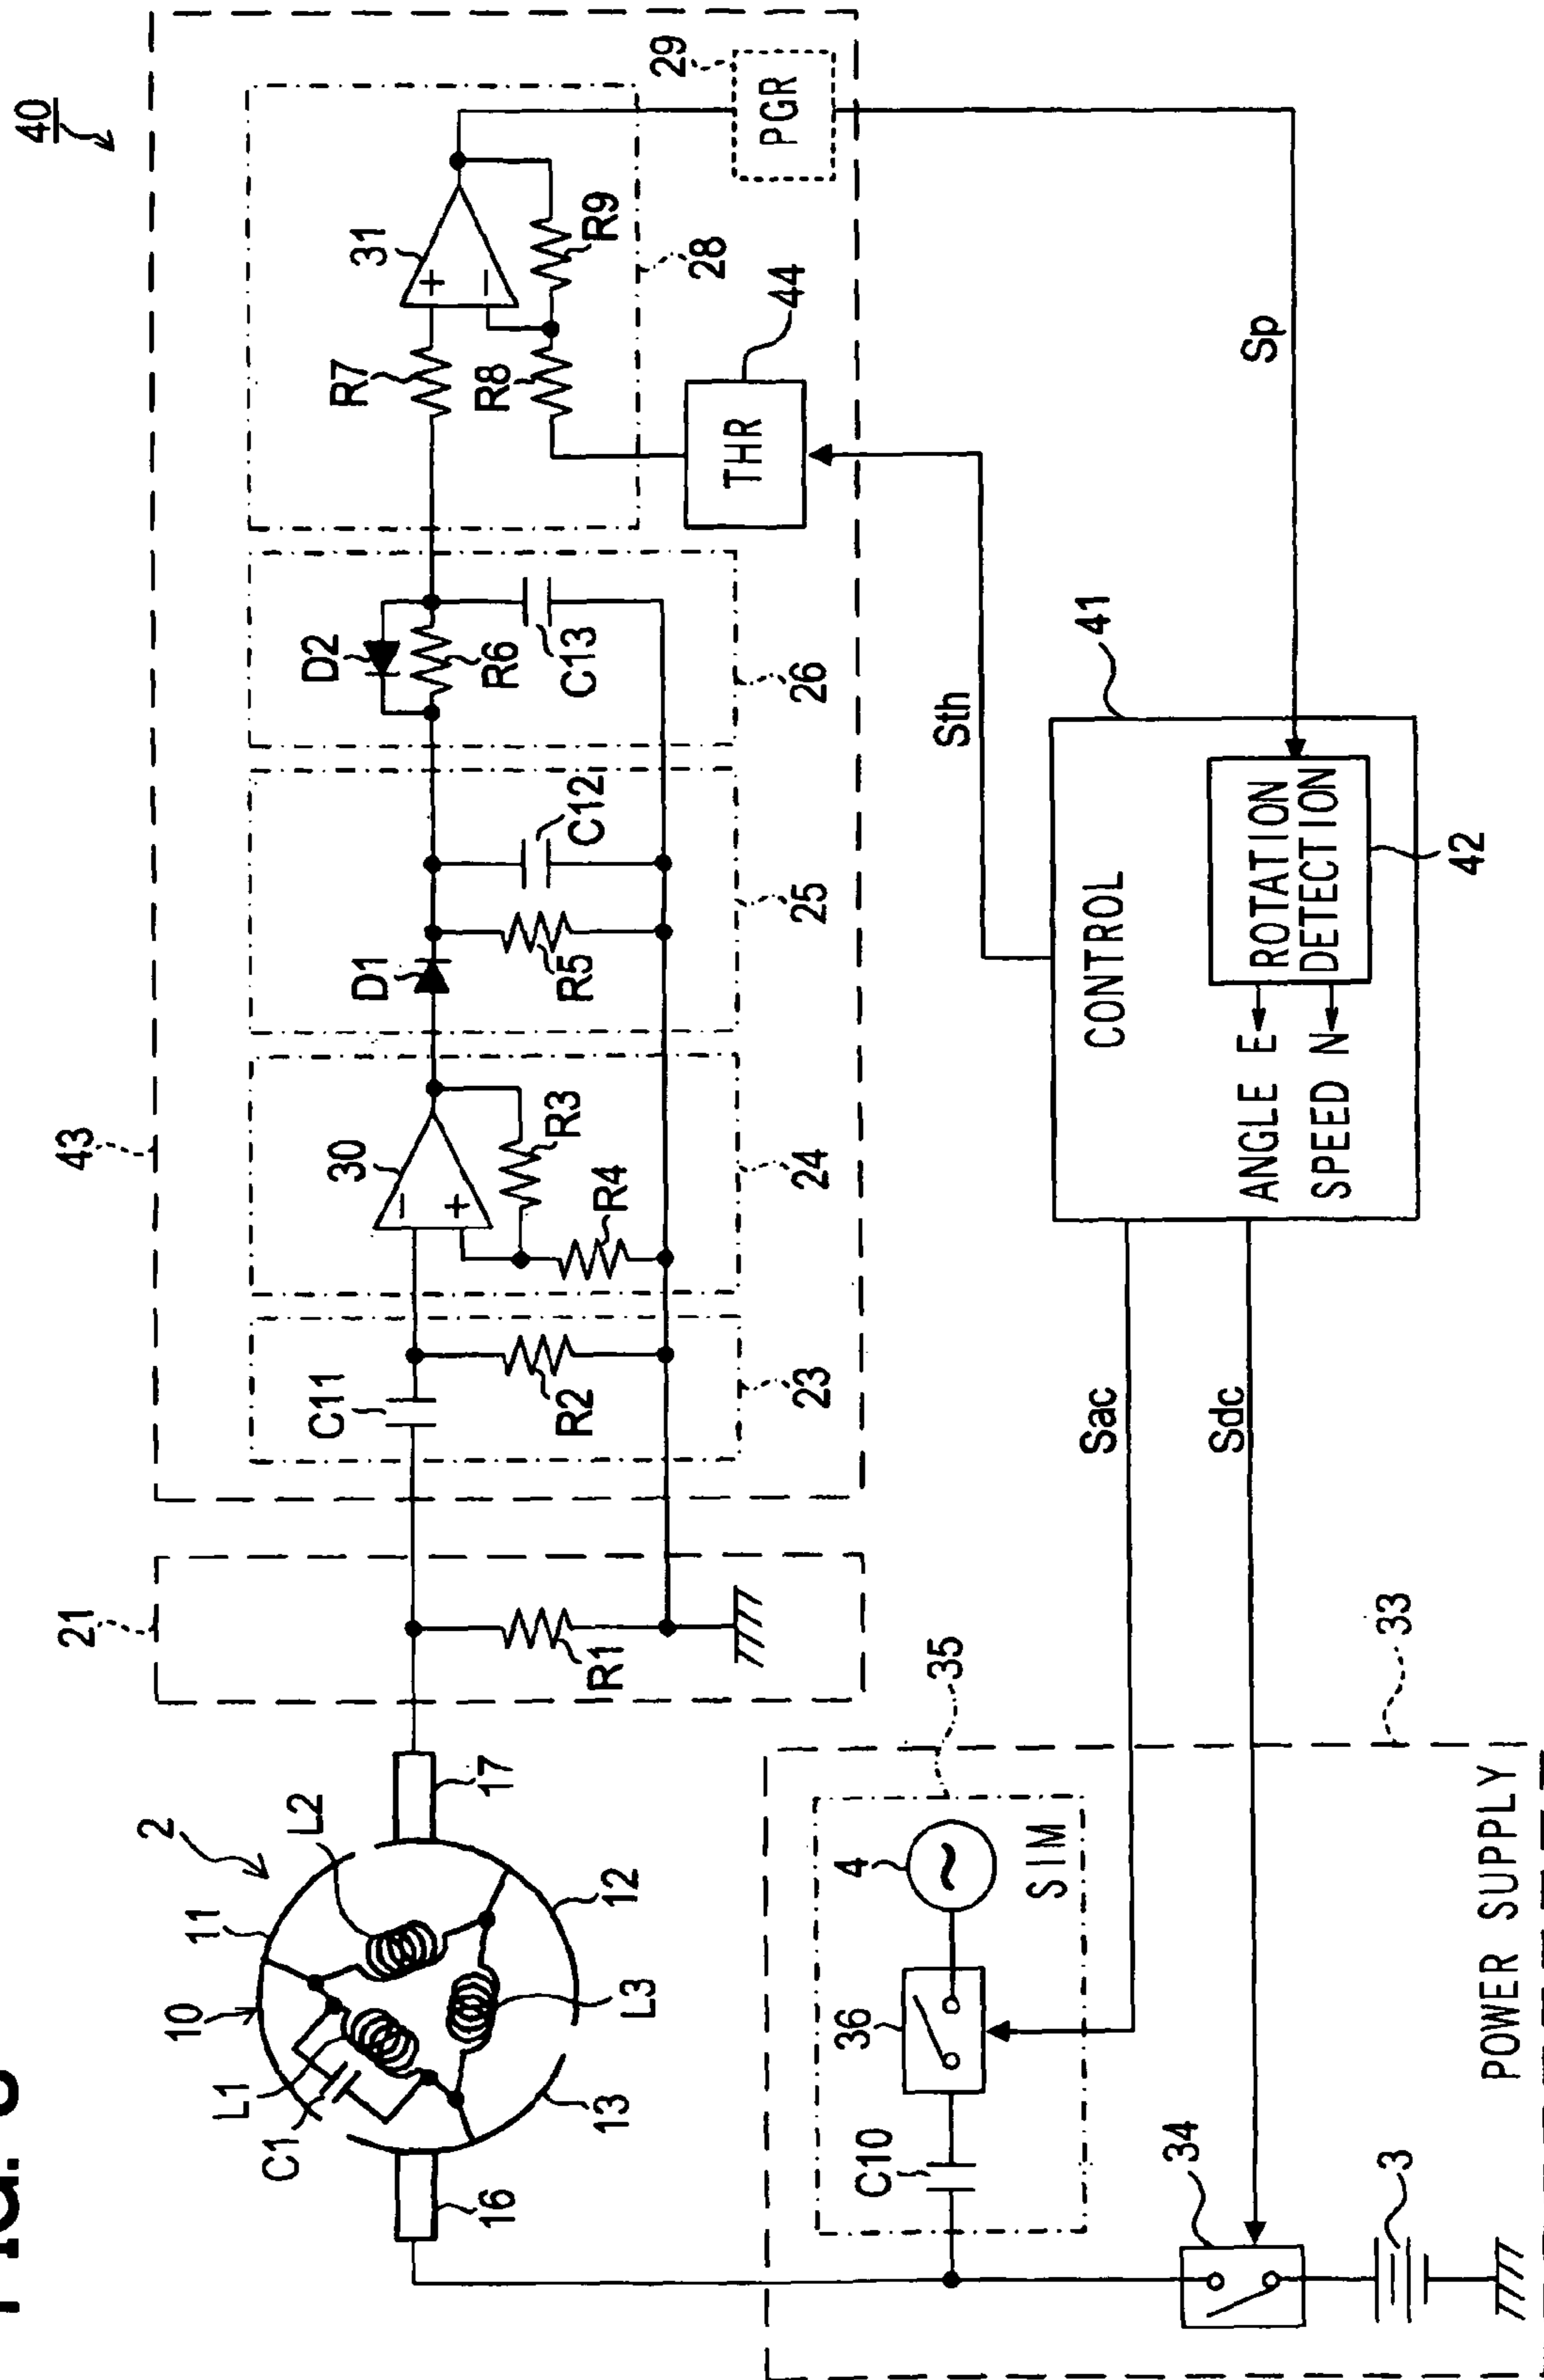 40
43
21
23
C11
R2
24
30
R3
R4
25
D1
R5
C12
26
D2
R6
C13
28
R7
31
R8
R9
29
PGR
44
THR
2
10
11
12
13
16
17
L1
L2
L3
C1
R1
Sth
Sp
41
CONTROL
ROTATION
DETECTION
42
ANGLE E
SPEED N
Sac
Sdc
33
35
4
SIM
36
C10
34
3
POWER SUPPLY